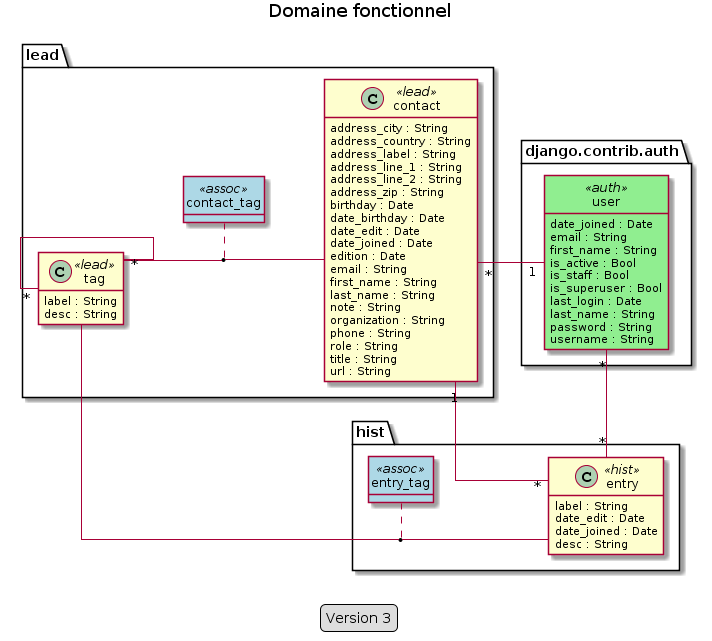 Domaine fonctionnel
lead
«lead»
C
contact
address_city : String
address_country : String
address_label : String
address_line_1 : String
address_line_2 : String
address_zip : String
birthday : Date
date_birthday : Date
date_edit : Date
date_joined : Date
edition : Date
email : String
first_name : String
last_name : String
note : String
organization : String
phone : String
role : String
title : String
url : String
«assoc»
contact_tag
«lead»
C
tag
label : String
desc : String
*
*
*
1
django.contrib.auth
«auth»
user
date_joined : Date
email : String
first_name : String
is_active : Bool
is_staff : Bool
is_superuser : Bool
last_login : Date
last_name : String
password : String
username : String
*
*
1
*
hist
«assoc»
entry_tag
«hist»
C
entry
label : String
date_edit : Date
date_joined : Date
desc : String
Version 3